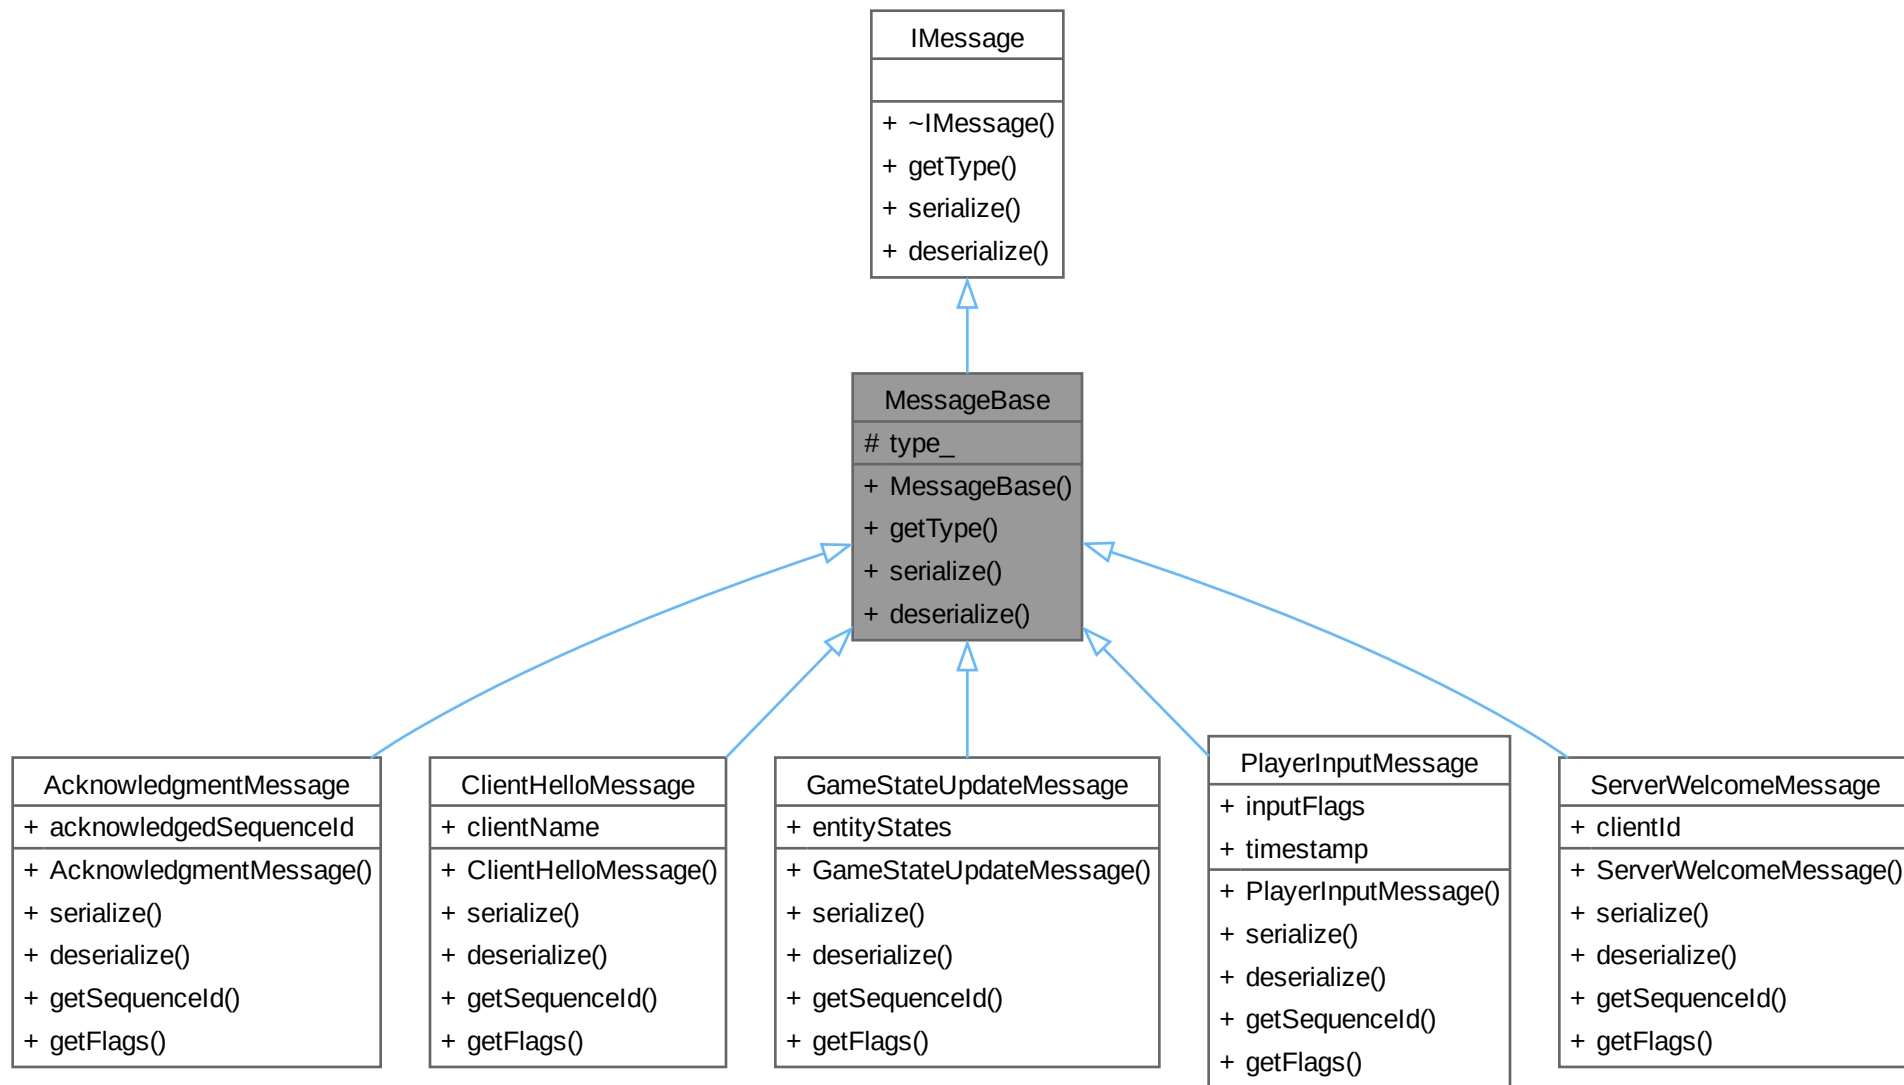 IMessage
+ ~IMessage()
+ getType()
+ serialize()
+ deserialize()
MessageBase
# type_
+ MessageBase()
+ getType()
+ serialize()
+ deserialize()
AcknowledgmentMessage
+ acknowledgedSequenceId
+ AcknowledgmentMessage()
+ serialize()
+ deserialize()
+ getSequenceId()
+ getFlags()
ClientHelloMessage
+ clientName
+ ClientHelloMessage()
+ serialize()
+ deserialize()
+ getSequenceId()
+ getFlags()
GameStateUpdateMessage
+ entityStates
+ GameStateUpdateMessage()
+ serialize()
+ deserialize()
+ getSequenceId()
+ getFlags()
PlayerInputMessage
+ inputFlags
+ timestamp
+ PlayerInputMessage()
+ serialize()
+ deserialize()
+ getSequenceId()
+ getFlags()
ServerWelcomeMessage
+ clientId
+ ServerWelcomeMessage()
+ serialize()
+ deserialize()
+ getSequenceId()
+ getFlags()